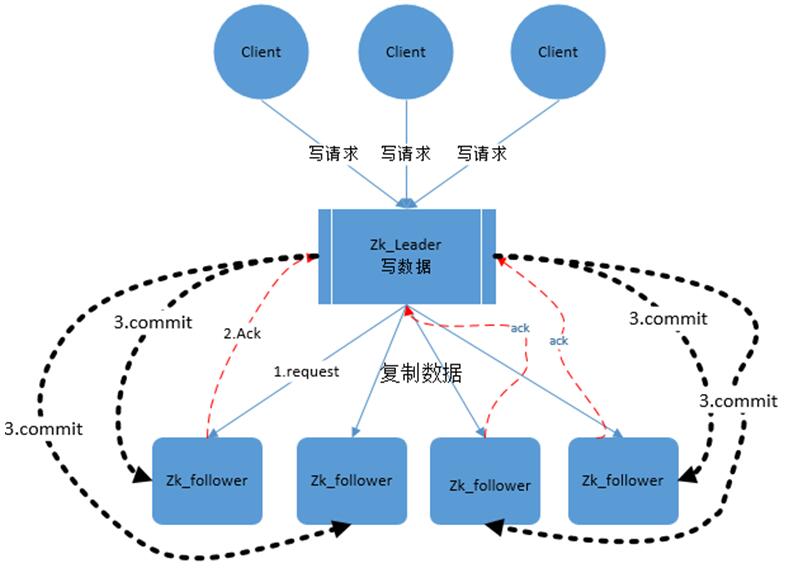 Client
Client
Client
写请求
写请求
写请求
Zk_Leader
写数据
3.commit
2.Ack
ack
ack
3.commit
1.request
复制数据
3.commit
3.commit
Zk_follower
Zk_follower
Zk_follower
Zk_follower